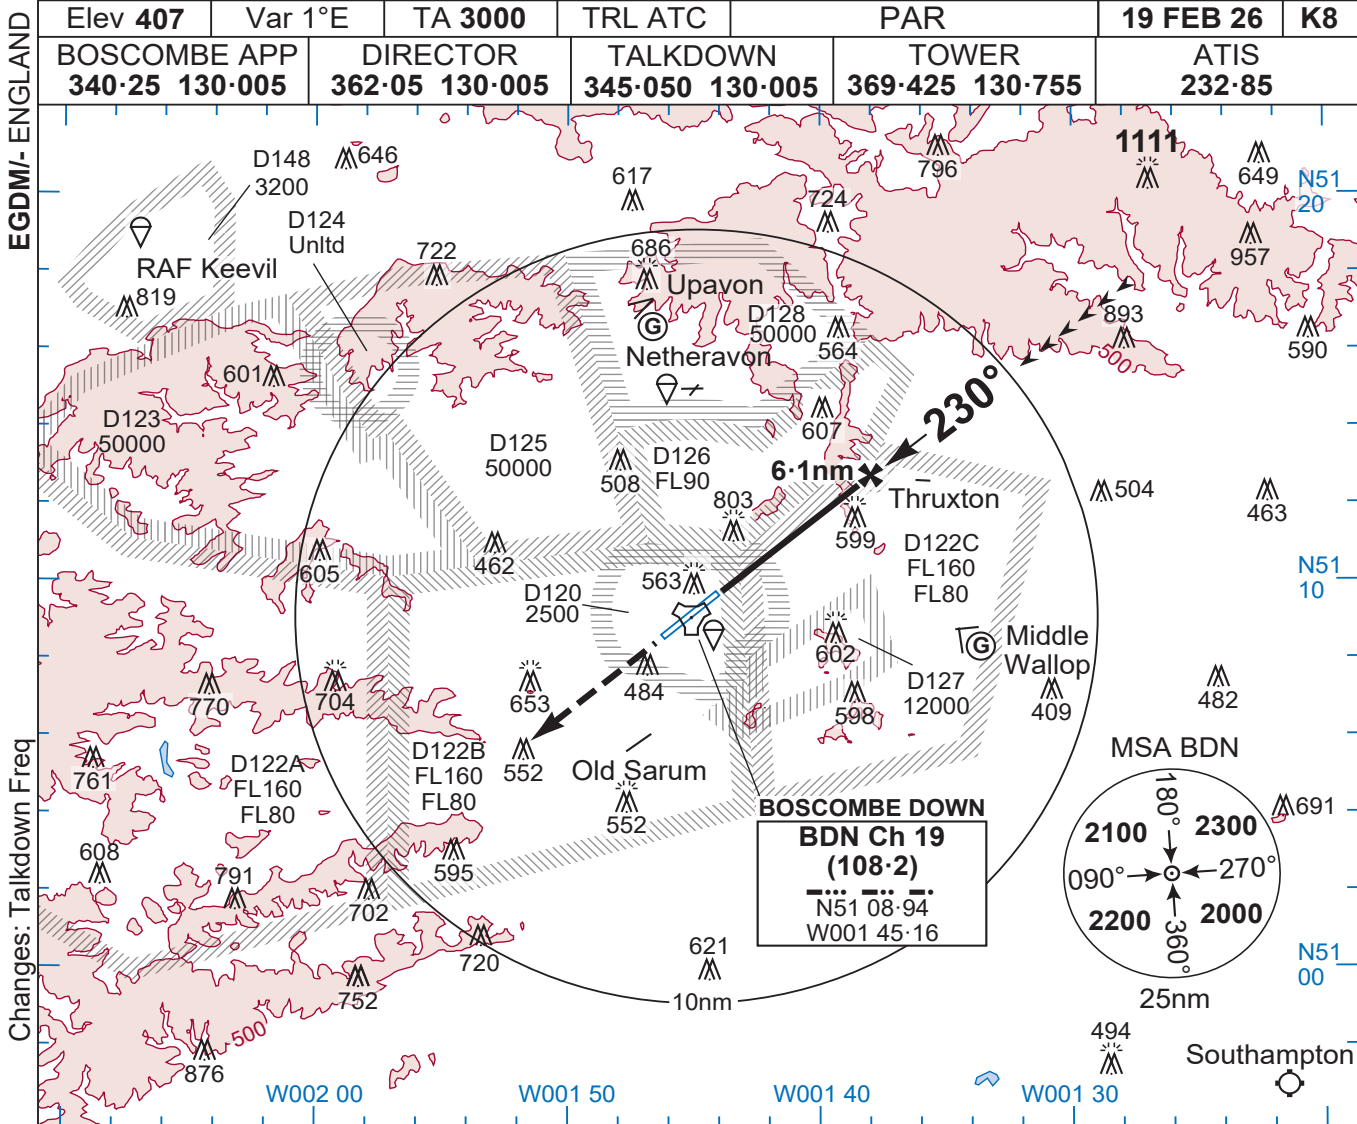 Elev 407
Var 1°E
TA 3000
TRL ATC
PAR
19 FEB 26
K8
BOSCOMBE APP
340·25 130·005
DIRECTOR
362·05 130·005
TALKDOWN
345·050 130·005
TOWER
369·425 130·755
ATIS
232·85
EGDM/- ENGLAND
Changes: Talkdown Freq
D148
3200
646
617
724
796
1111
649
N51
20
D124
Unltd
722
686
957
RAF Keevil
819
Upavon
G
D128
50000
564
893
500
590
Netheravon
601
230°
D123
50000
D125
50000
607
D126
FL90
508
6·1nm
Thruxton
504
463
803
599
605
462
563
D122C
FL160
FL80
N51
10
D120
2500
602
G
Middle
Wallop
770
704
653
484
D127
12000
598
409
482
761
D122A
FL160
FL80
D122B
FL160
FL80
552
Old Sarum
552
MSA BDN
180°
2100
2300
090°
270°
2200
2000
360°
25nm
691
BOSCOMBE DOWN
BDN Ch 19
(108·2)
N51 08·94
W001 45·16
608
791
702
595
720
752
621
10nm
N51
00
500
876
494
Southampton
W002 00
W001 50
W001 40
W001 30